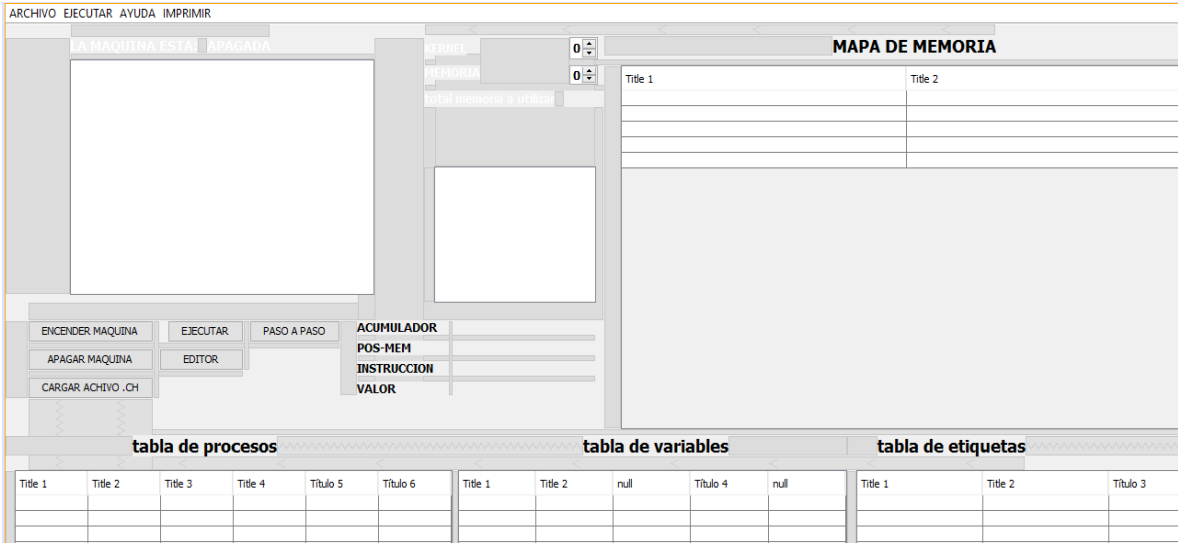 ARCHIVO EJECUTAR AYUDA IMPRIMIR
LA MAQUINA ESTA: APAGADA
KERNEL 0
MEMORIA 0
total memoria a utilizar
MAPA DE MEMORIA
Title 1 Title 2
ENCENDER MAQUINA EJECUTAR PASO A PASO
APAGAR MAQUINA EDITOR
CARGAR ACHIVO .CH
ACUMULADOR
POS-MEM
INSTRUCCION
VALOR
tabla de procesos tabla de variables tabla de etiquetas
Title 1 Title 2 Title 3 Title 4 Título 5 Título 6 Title 1 Title 2 null Título 4 null Title 1 Title 2 Título 3